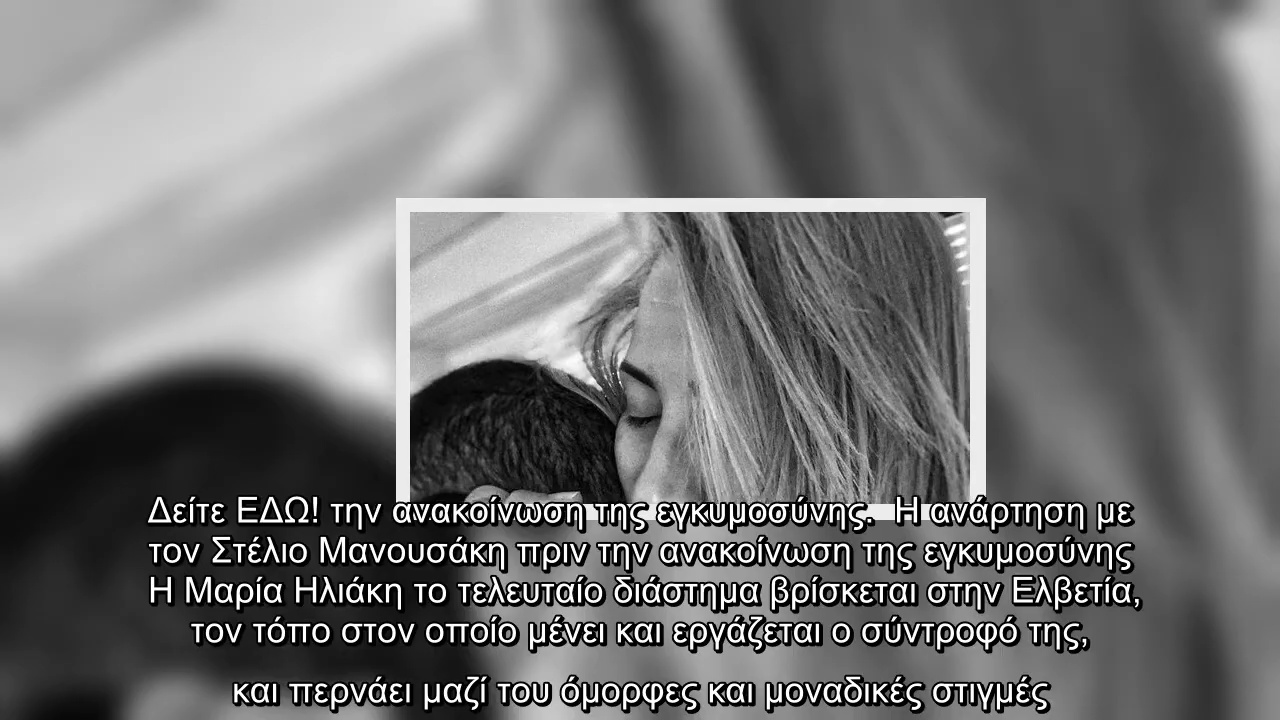 Δείτε ΕΔΩ! την ανακοίνωση της εγκυμοσύνης.  Η ανάρτηση με
τον Στέλιο Μανουσάκη πριν την ανακοίνωση της εγκυμοσύνης
Η Μαρία Ηλιάκη το τελευταίο διάστημα βρίσκεται στην Ελβετία,
τον τόπο στον οποίο μένει και εργάζεται ο σύντροφό της,
και περνάει μαζί του όμορφες και μοναδικές στιγμές